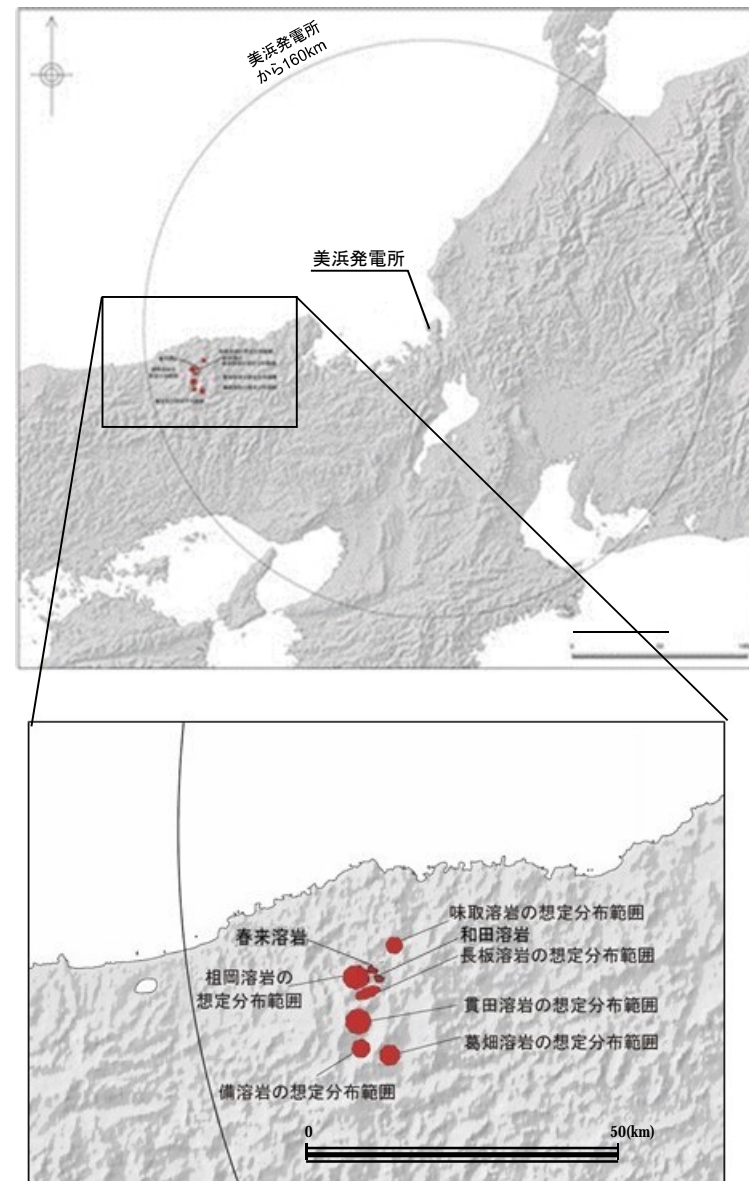 美浜発電所
から160km
美浜発電所
味取溶岩の想定分布範囲
春来溶岩
和田溶岩
長板溶岩の想定分布範囲
祖岡溶岩の
想定分布範囲
貫田溶岩の想定分布範囲
葛畑溶岩の想定分布範囲
備溶岩の想定分布範囲
0
50(km)